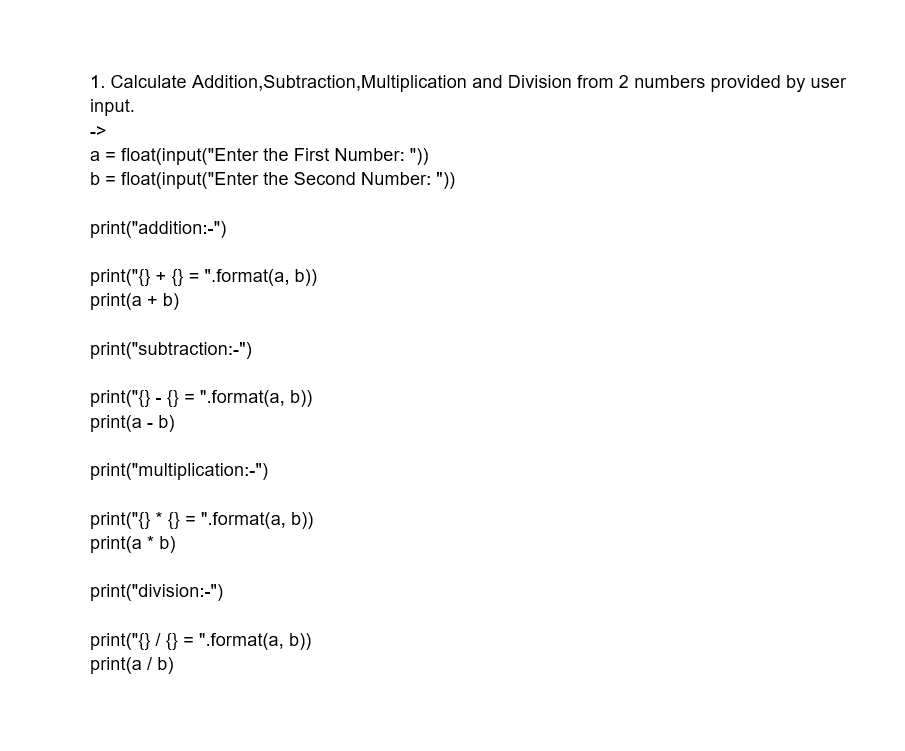 1. Calculate Addition,Subtraction,Multiplication and Division from 2 numbers provided by user
input.
->
a = float(input("Enter the First Number: "))
b = float(input("Enter the Second Number: "))
print("addition:-")
print("{} + {} = ".format(a, b))
print(a + b)
print("subtraction:-")
print("{} - {} = ".format(a, b))
print(a - b)
print("multiplication:-")
print("{} * {} = ".format(a, b))
print(a * b)
print("division:-")
print("{} / {} = ".format(a, b))
print(a / b)